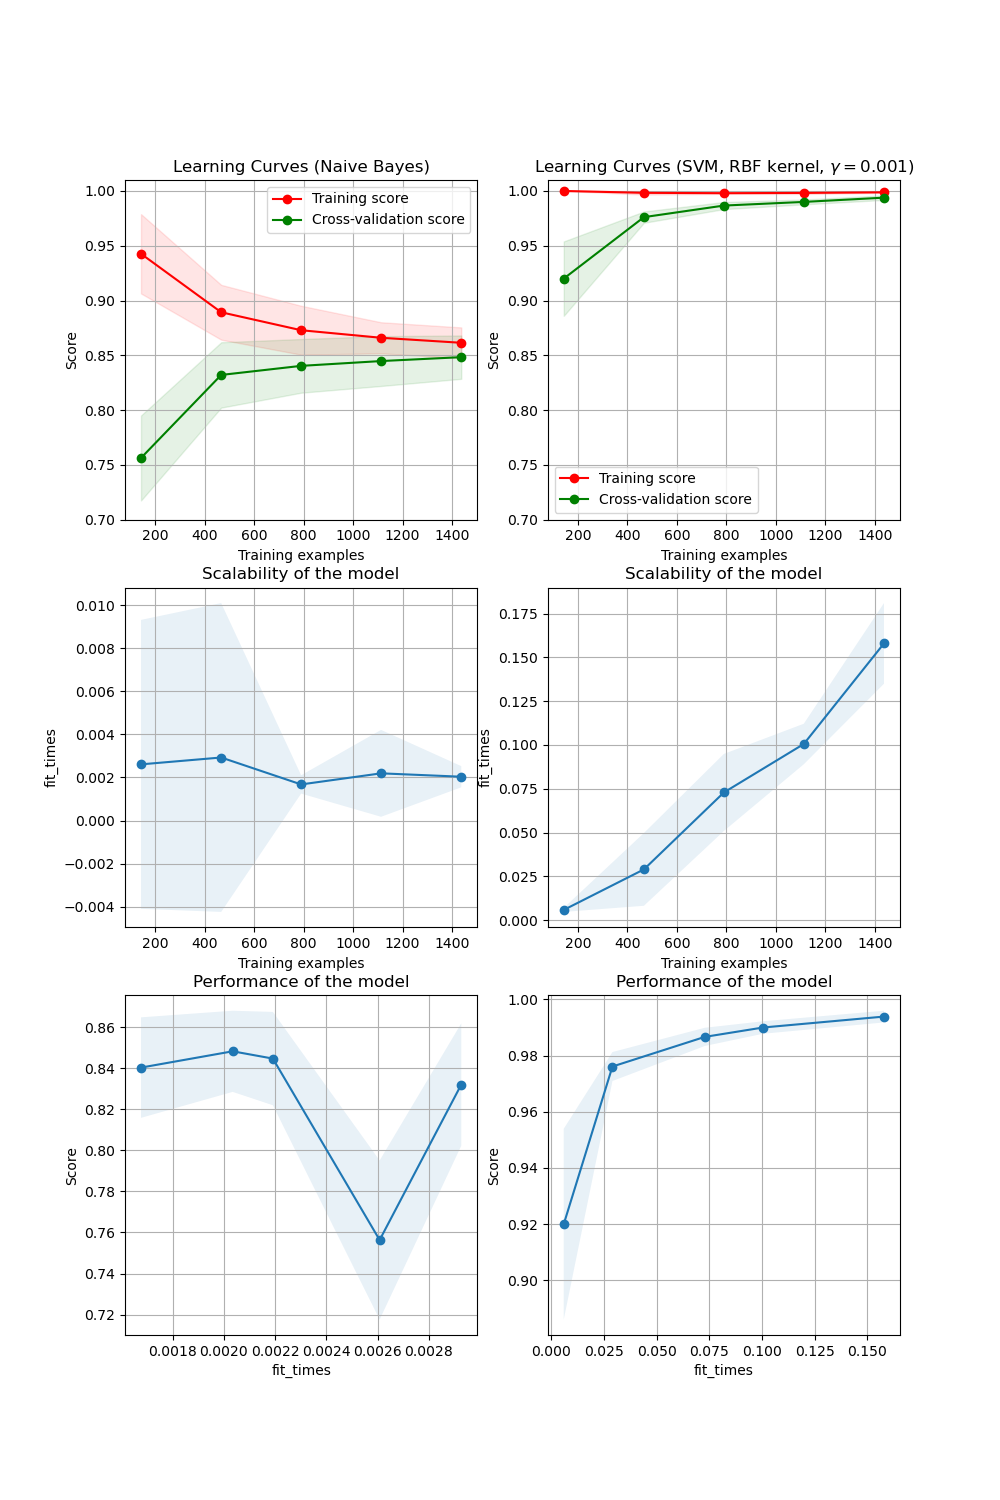 Learning Curves (Naive Bayes)
Learning Curves (SVM, RBF kernel, γ = 0.001)
1.00
0.95
0.90
0.85
0.80
0.75
0.70
Score
Training score
Cross-validation score
200 400 600 800 1000 1200 1400
Training examples
1.00
0.95
0.90
0.85
0.80
0.75
0.70
Score
Training score
Cross-validation score
200 400 600 800 1000 1200 1400
Training examples
Scalability of the model
0.010
0.008
0.006
0.004
0.002
0.000
−0.002
−0.004
fit_times
200 400 600 800 1000 1200 1400
Training examples
Scalability of the model
0.175
0.150
0.125
0.100
0.075
0.050
0.025
0.000
fit_times
200 400 600 800 1000 1200 1400
Training examples
Performance of the model
0.86
0.84
0.82
0.80
0.78
0.76
0.74
0.72
Score
0.0018 0.0020 0.0022 0.0024 0.0026 0.0028
fit_times
Performance of the model
1.00
0.98
0.96
0.94
0.92
0.90
Score
0.000 0.025 0.050 0.075 0.100 0.125 0.150
fit_times